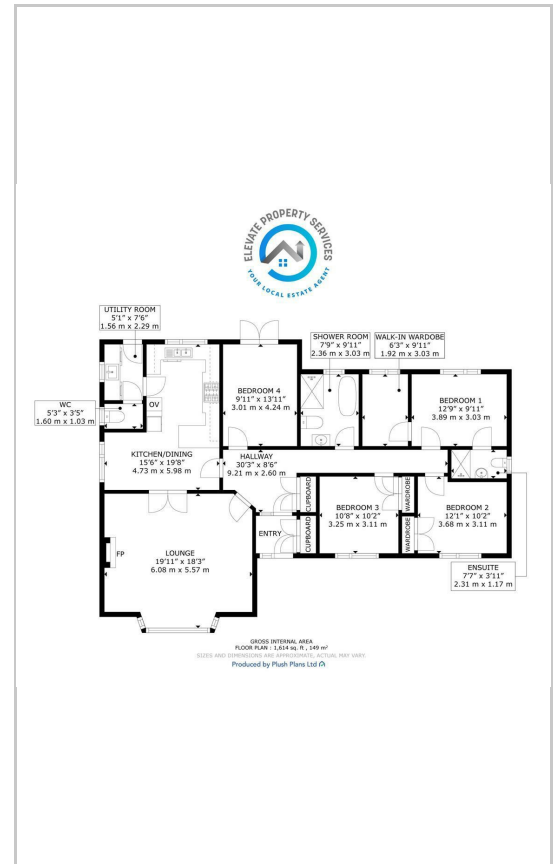 ELEVATE PROPERTY SERVICES
YOUR LOCAL ESTATE AGENT
UTILITY ROOM
5'1" x 7'6"
1.56 m x 2.29 m
SHOWER ROOM
7'9" x 9'11"
2.36 m x 3.03 m
WALK-IN WARDOBE
6'3" x 9'11"
1.92 m x 3.03 m
WC
5'3" x 3'5"
1.60 m x 1.03 m
OV
BEDROOM 4
9'11" x 13'11"
3.01 m x 4.24 m
BEDROOM 1
12'9" x 9'11"
3.89 m x 3.03 m
KITCHEN/DINING
15'6" x 19'8"
4.73 m x 5.98 m
HALLWAY
30'3" x 8'6"
9.21 m x 2.60 m
CUPBOARD
CUPBOARD
BEDROOM 3
10'8" x 10'2"
3.25 m x 3.11 m
WARDROBE
WARDROBE
BEDROOM 2
12'1" x 10'2"
3.68 m x 3.11 m
ENTRY
FP
LOUNGE
19'11" x 18'3"
6.08 m x 5.57 m
ENSUITE
7'7" x 3'11"
2.31 m x 1.17 m
GROSS INTERNAL AREA
FLOOR PLAN : 1,614 sq. ft , 149 m²
SIZES AND DIMENSIONS ARE APPROXIMATE, ACTUAL MAY VARY.
Produced by Plush Plans Ltd